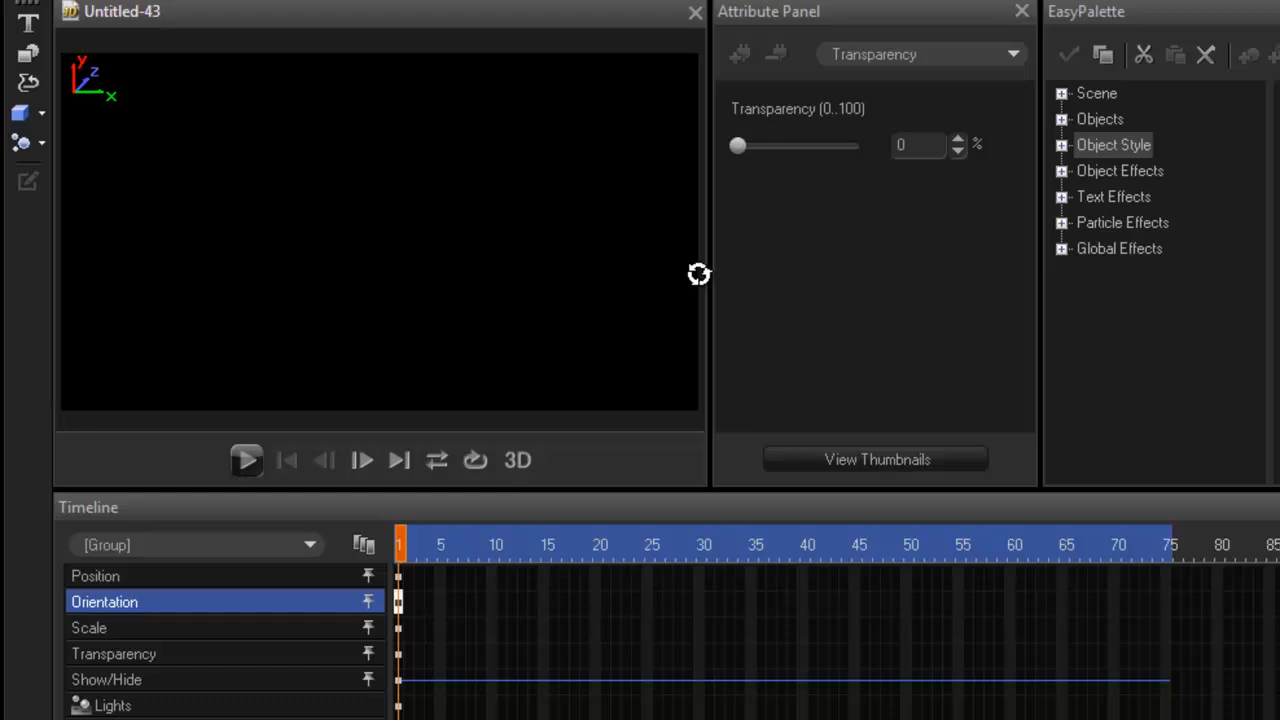 T
3D Untitled-43
Attribute Panel
EasyPalette
y
z
x
Transparency
Transparency (0..100)
0
%
Scene
Objects
Object Style
Object Effects
Text Effects
Particle Effects
Global Effects
3D
View Thumbnails
Timeline
[Group]
1 5 10 15 20 25 30 35 40 45 50 55 60 65 70 75 80 85
Position
Orientation
Scale
Transparency
Show/Hide
Lights